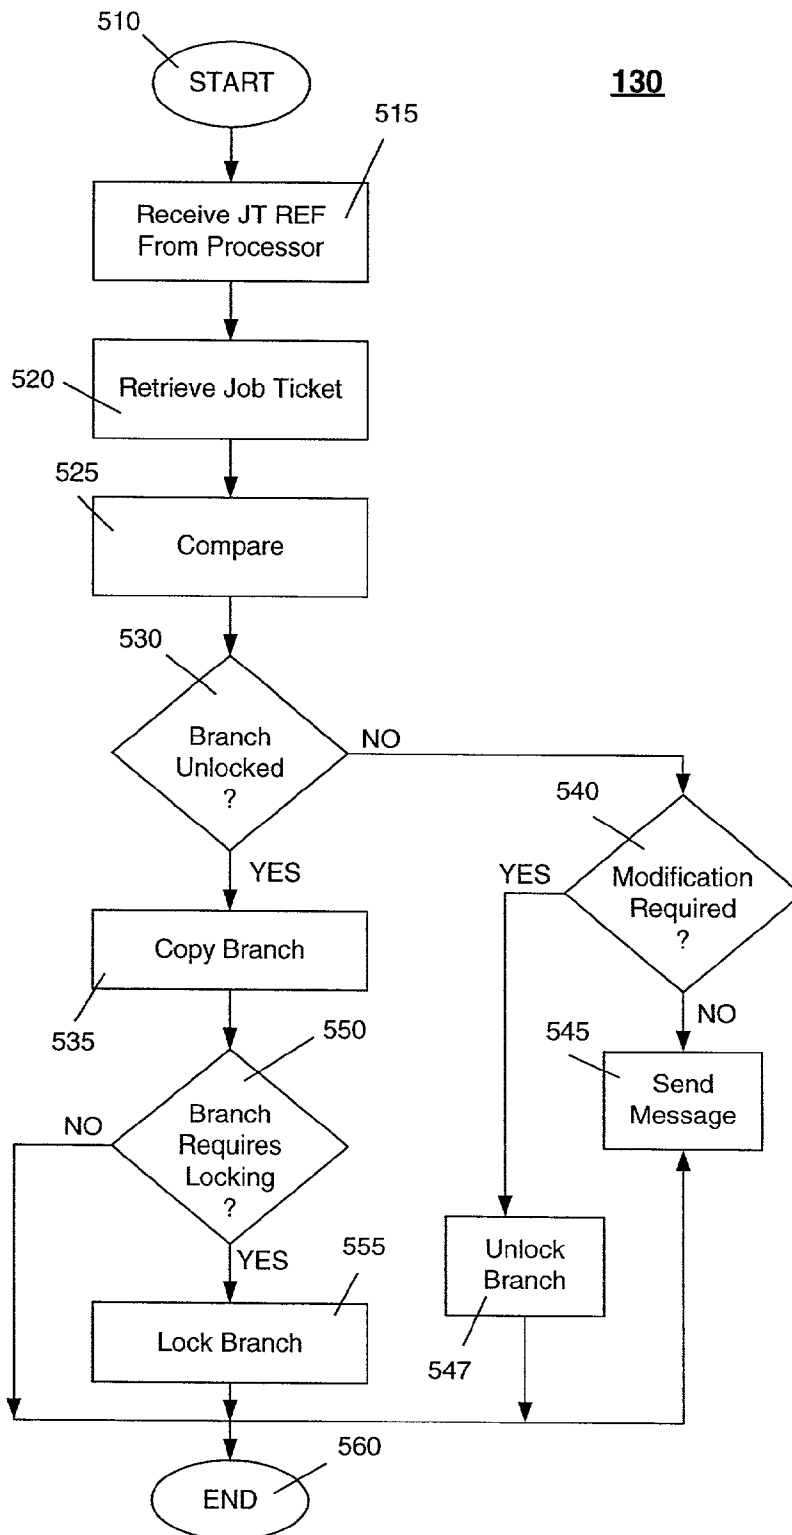 510
START
130
515
Receive JT REF
From Processor
520
Retrieve Job Ticket
525
Compare
530
Branch
Unlocked
?
NO
540
YES
Modification
Required
?
YES
Copy Branch
535
NO
545
Send
Message
550
NO
Branch
Requires
Locking
?
YES
555
Unlock
Branch
547
Lock Branch
560
END